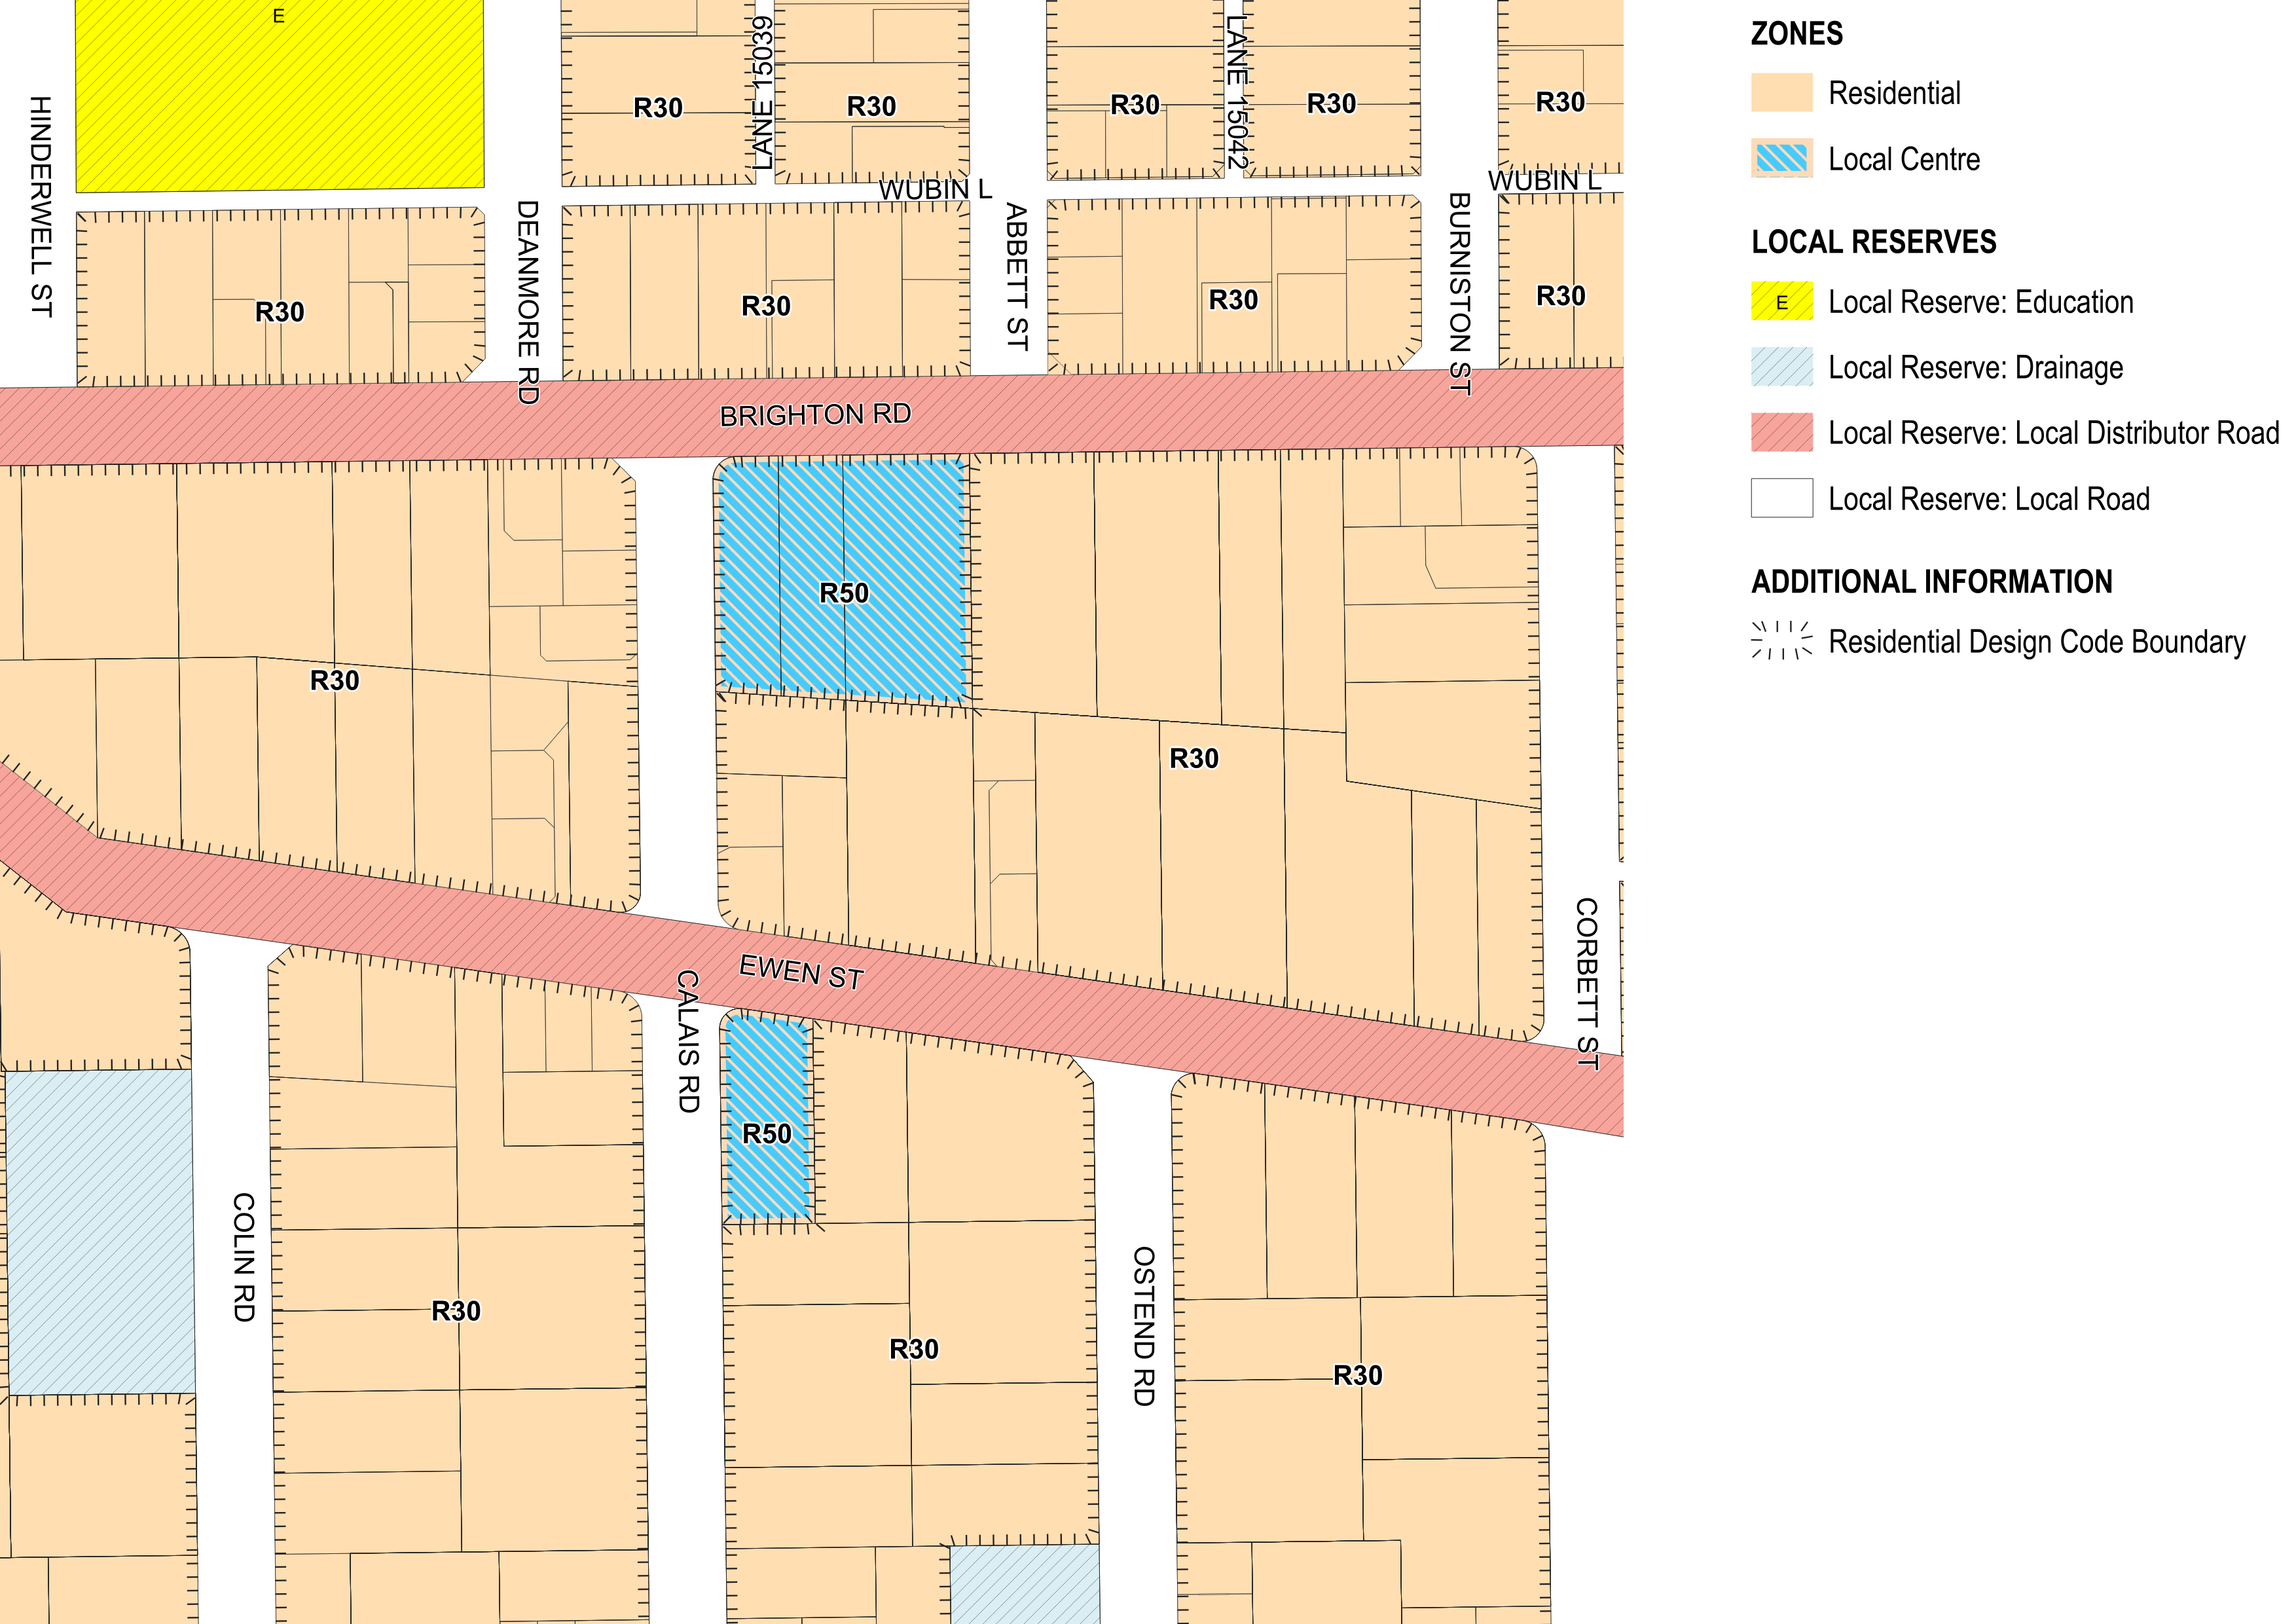 E
LANE 15039
LANE 15042
HINDERWELL ST
R30
R30
R30
R30
R30
WUBIN L
WUBIN L
DEANMORE RD
ABBETT ST
BURNISTON ST
R30
R30
R30
R30
BRIGHTON RD
R50
R30
R30
EWEN ST
CALAIS RD
CORBETT ST
R50
COLIN RD
OSTEND RD
R30
R30
R30
ZONES
Residential
Local Centre
LOCAL RESERVES
E Local Reserve: Education
Local Reserve: Drainage
Local Reserve: Local Distributor Road
Local Reserve: Local Road
ADDITIONAL INFORMATION
Residential Design Code Boundary